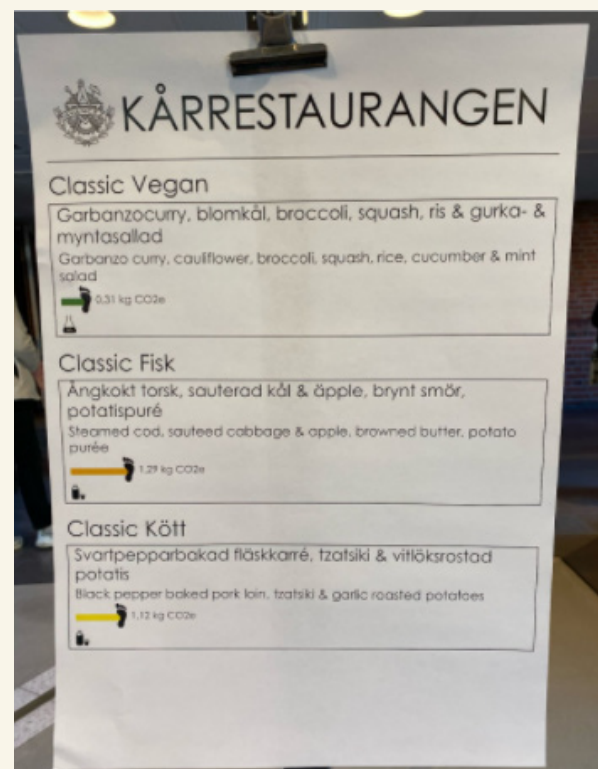 KÅRRESTAURANGEN
Classic Vegan
Garbanzocurry, blomkål, broccoli, squash, ris & gurka- &
myntasallad
Garbanzo curry, cauliflower, broccoli, squash, rice, cucumber & mint
salad
0,31 kg CO2e
Classic Fisk
Ångkokt torsk, sauterad kål & äpple, brynt smör,
potatispuré
Steamed cod, sauteed cabbage & apple, browned butter, potato
purée
1,29 kg CO2e
Classic Kött
Svartpepparbakad fläskkarré, tzatsiki & vitlöksrostad
potatis
Black pepper baked pork loin, tzatski & garlic roasted potatoes
1,12 kg CO2e